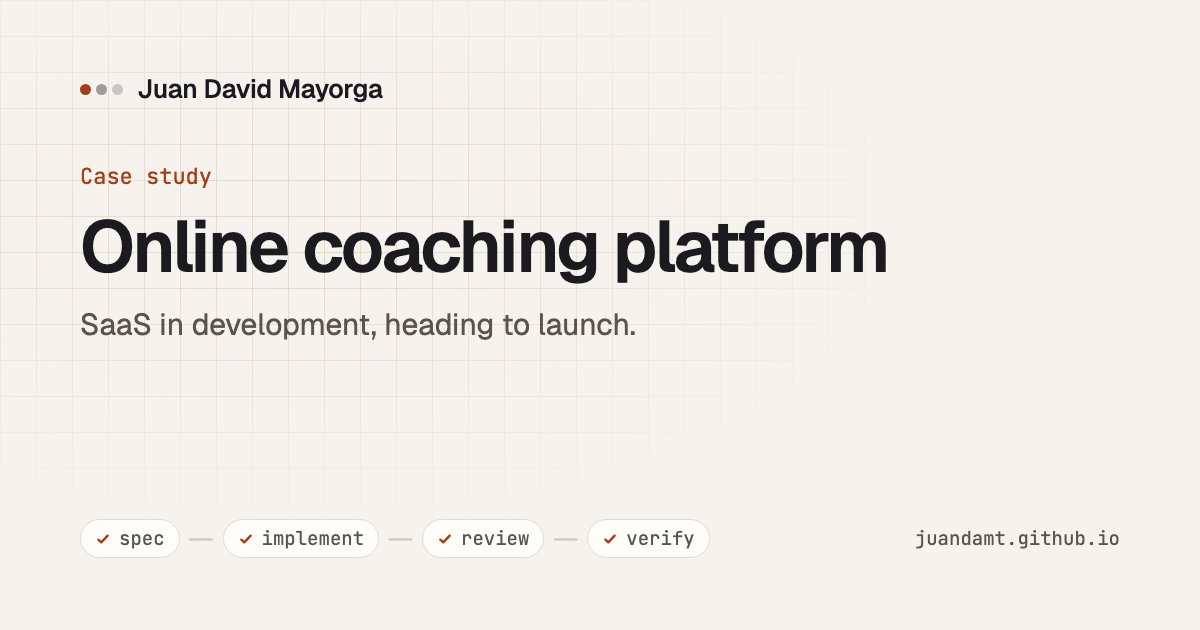 Juan David Mayorga
Case study
Online coaching platform
SaaS in development, heading to launch.
spec — implement — review — verify
juandamt.github.io